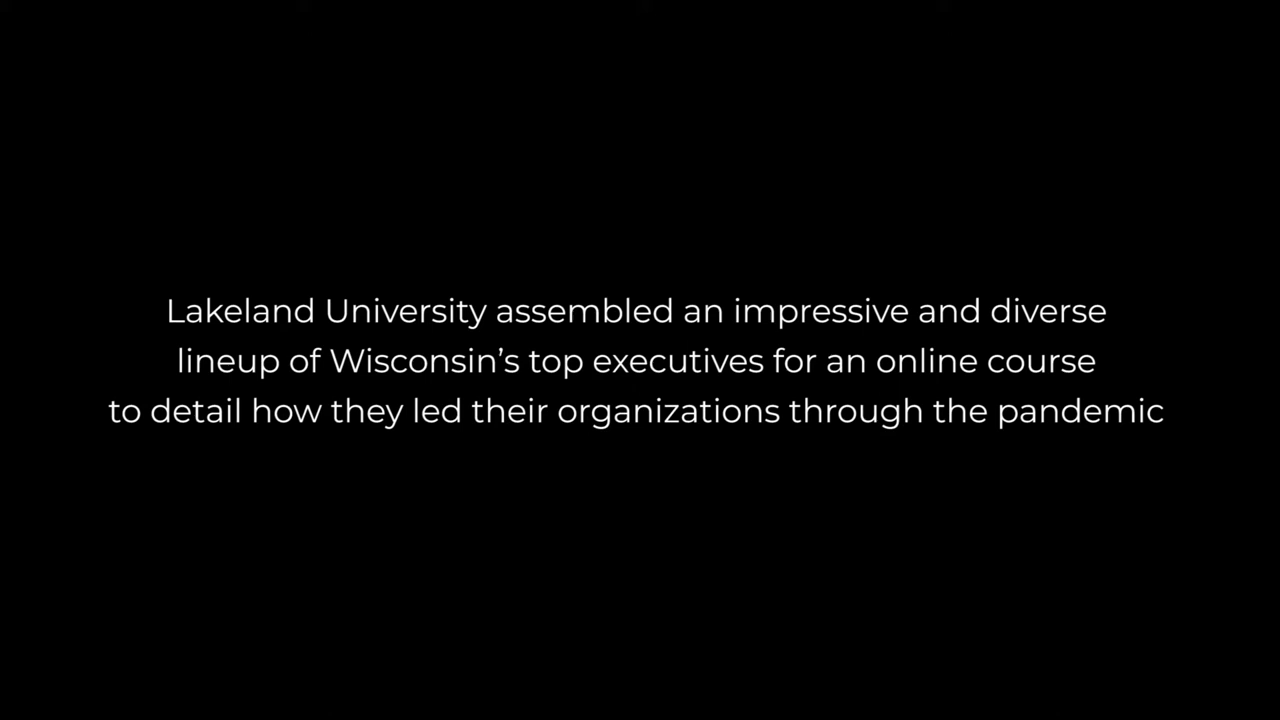 Lakeland University assembled an impressive and diverse
lineup of Wisconsin’s top executives for an online course
to detail how they led their organizations through the pandemic